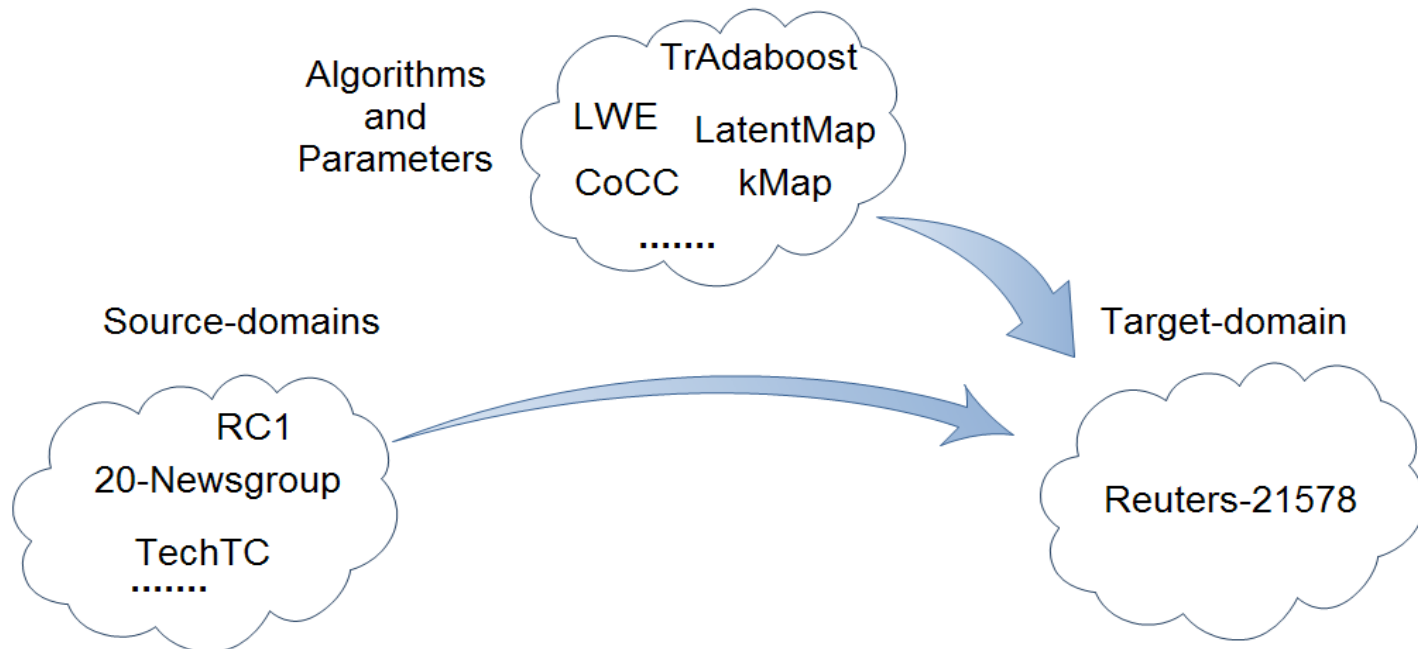 Algorithms
and
Parameters
TrAdaboost
LWE
LatentMap
CoCC
kMap
.......
Source-domains
RC1
20-Newsgroup
TechTC
.......
Target-domain
Reuters-21578